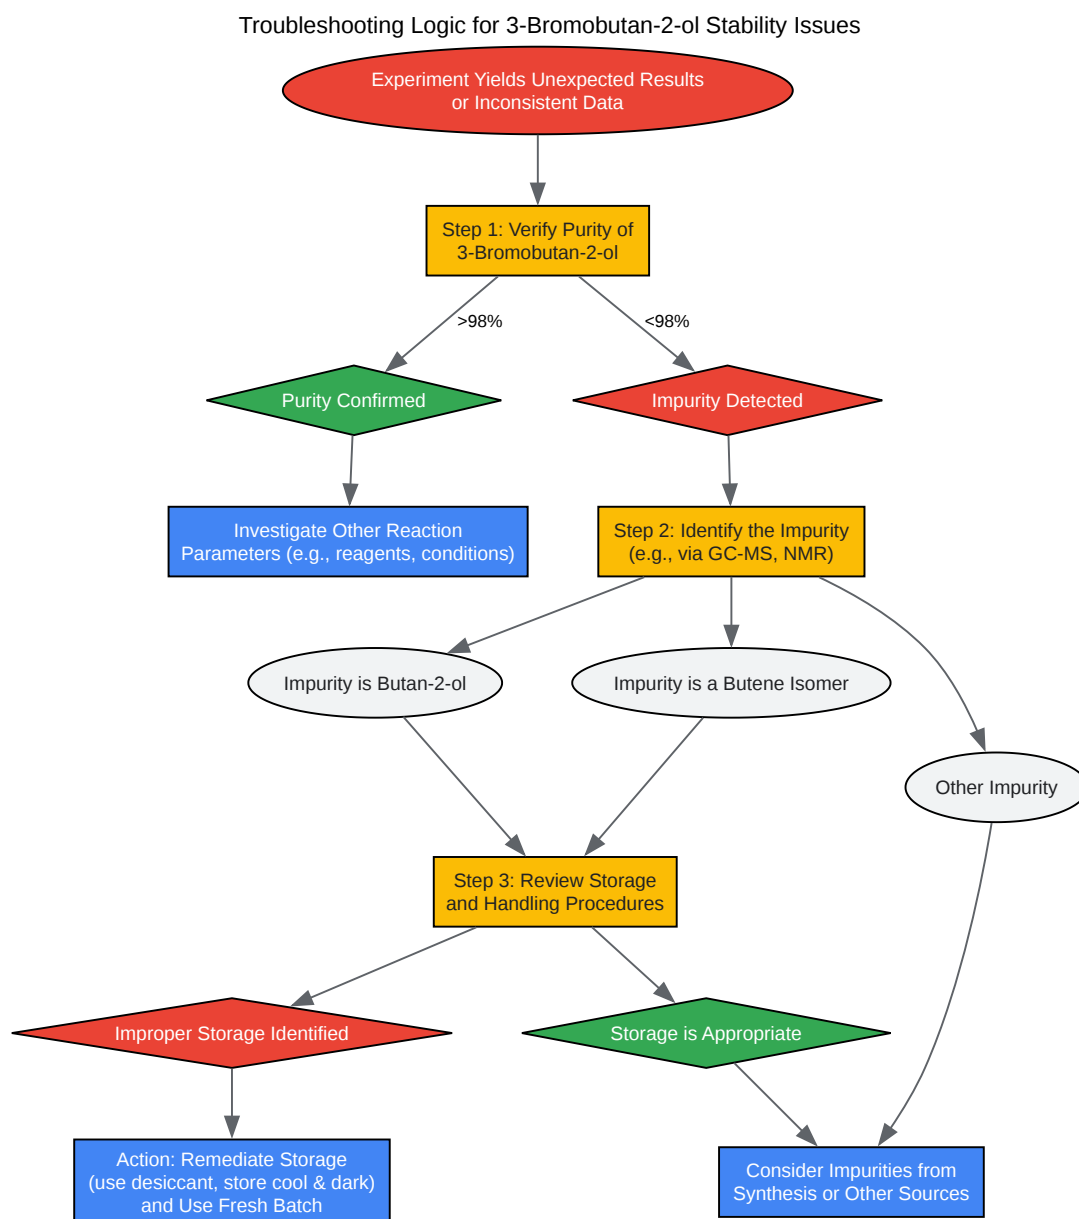 Troubleshooting Logic for 3-Bromobutan-2-ol Stability Issues
Experiment Yields Unexpected Results
or Inconsistent Data
Step 1: Verify Purity of
3-Bromobutan-2-ol
>98%
<98%
Purity Confirmed
Impurity Detected
Investigate Other Reaction
Parameters (e.g., reagents, conditions)
Step 2: Identify the Impurity
(e.g., via GC-MS, NMR)
Impurity is Butan-2-ol
Impurity is a Butene Isomer
Other Impurity
Step 3: Review Storage
and Handling Procedures
Improper Storage Identified
Storage is Appropriate
Action: Remediate Storage
(use desiccant, store cool & dark)
and Use Fresh Batch
Consider Impurities from
Synthesis or Other Sources